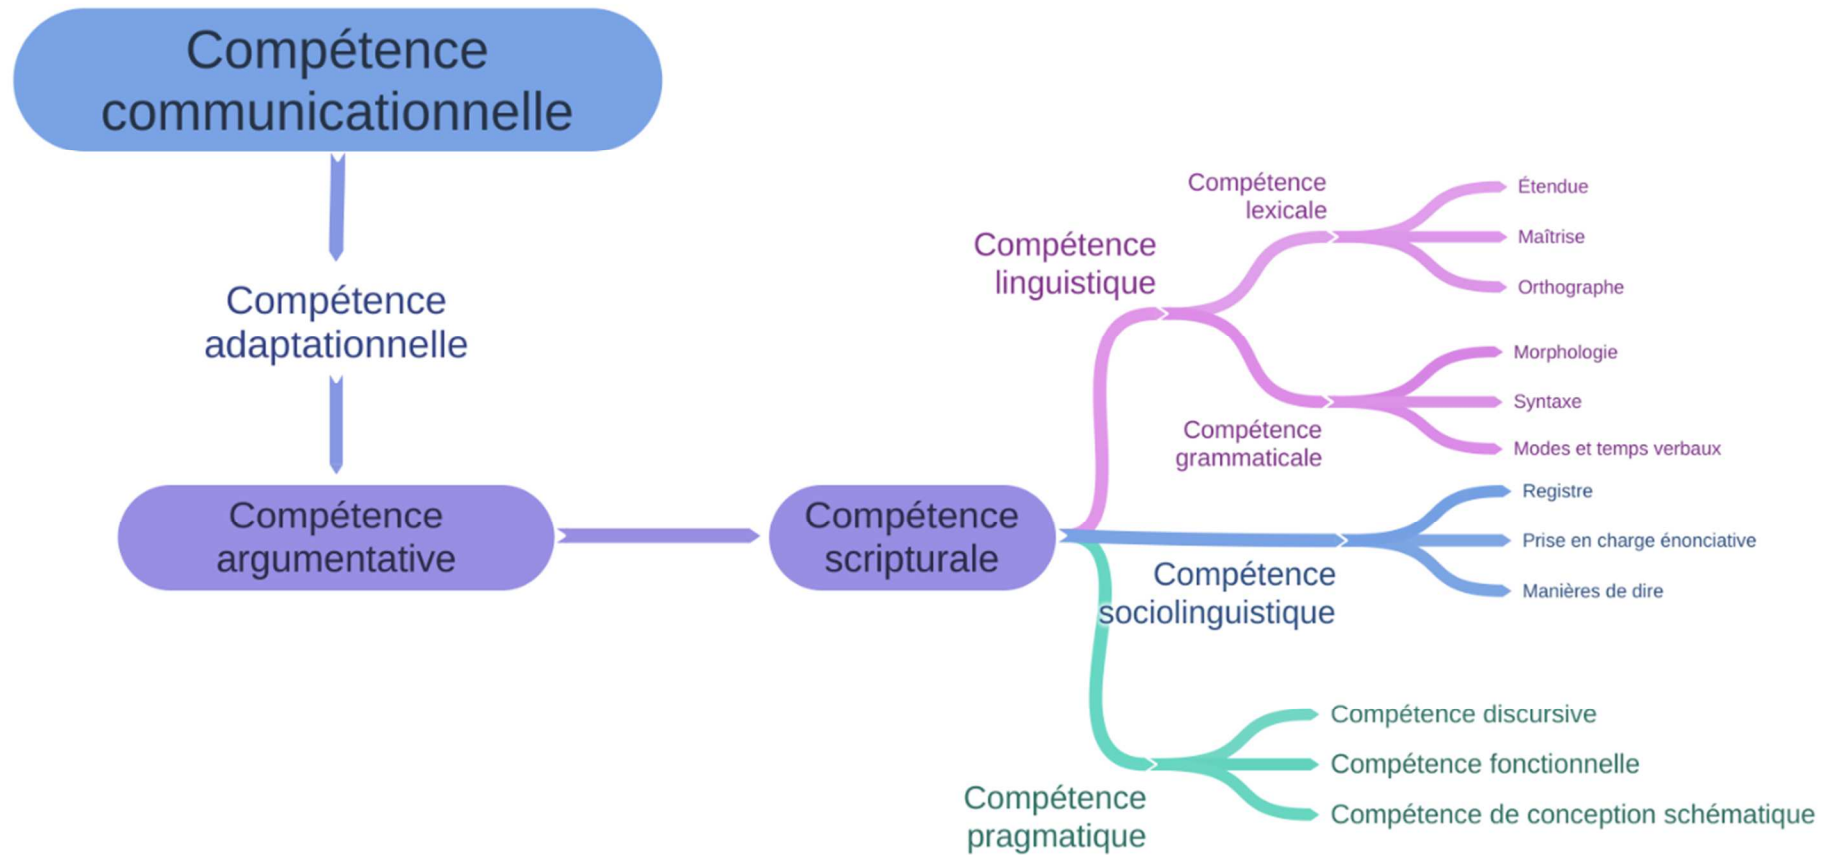 Compétence
communicationnelle
Compétence
adaptationnelle
Compétence
argumentative
Compétence
scripturale
Compétence
linguistique
Compétence
lexicale
Étendue
Maîtrise
Orthographe
Compétence
grammaticale
Morphologie
Syntaxe
Modes et temps verbaux
Compétence
sociolinguistique
Registre
Prise en charge énonciative
Manières de dire
Compétence
pragmatique
Compétence discursive
Compétence fonctionnelle
Compétence de conception schématique